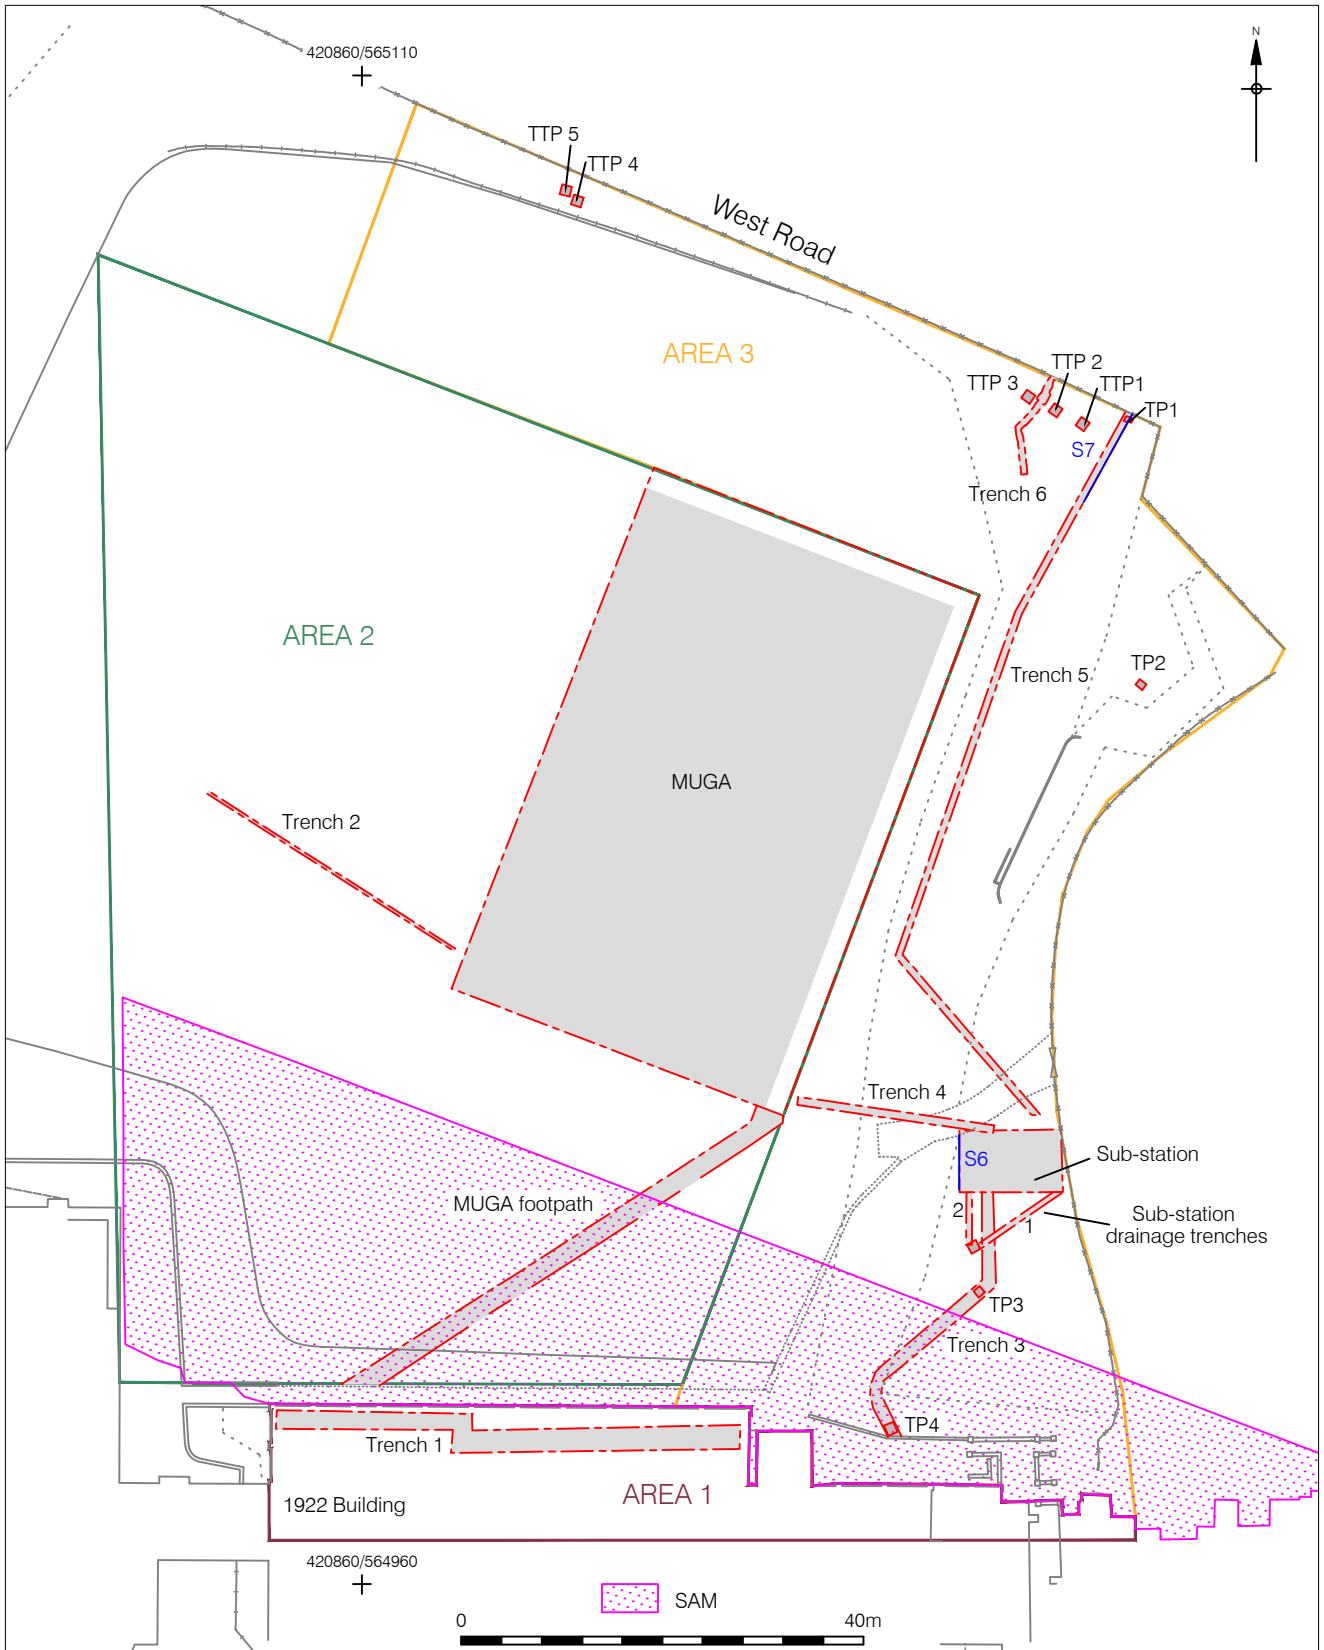 N
420860/565110
TTP 5
TTP 4
West Road
AREA 3
TTP 2
TTP 3
TTP1
TP1
S7
Trench 6
AREA 2
Trench 5
TP2
MUGA
Trench 2
Trench 4
S6
Sub-station
MUGA footpath
2
1
Sub-station
drainage trenches
TP3
Trench 3
TP4
Trench 1
AREA 1
1922 Building
420860/564960
SAM
0
40m